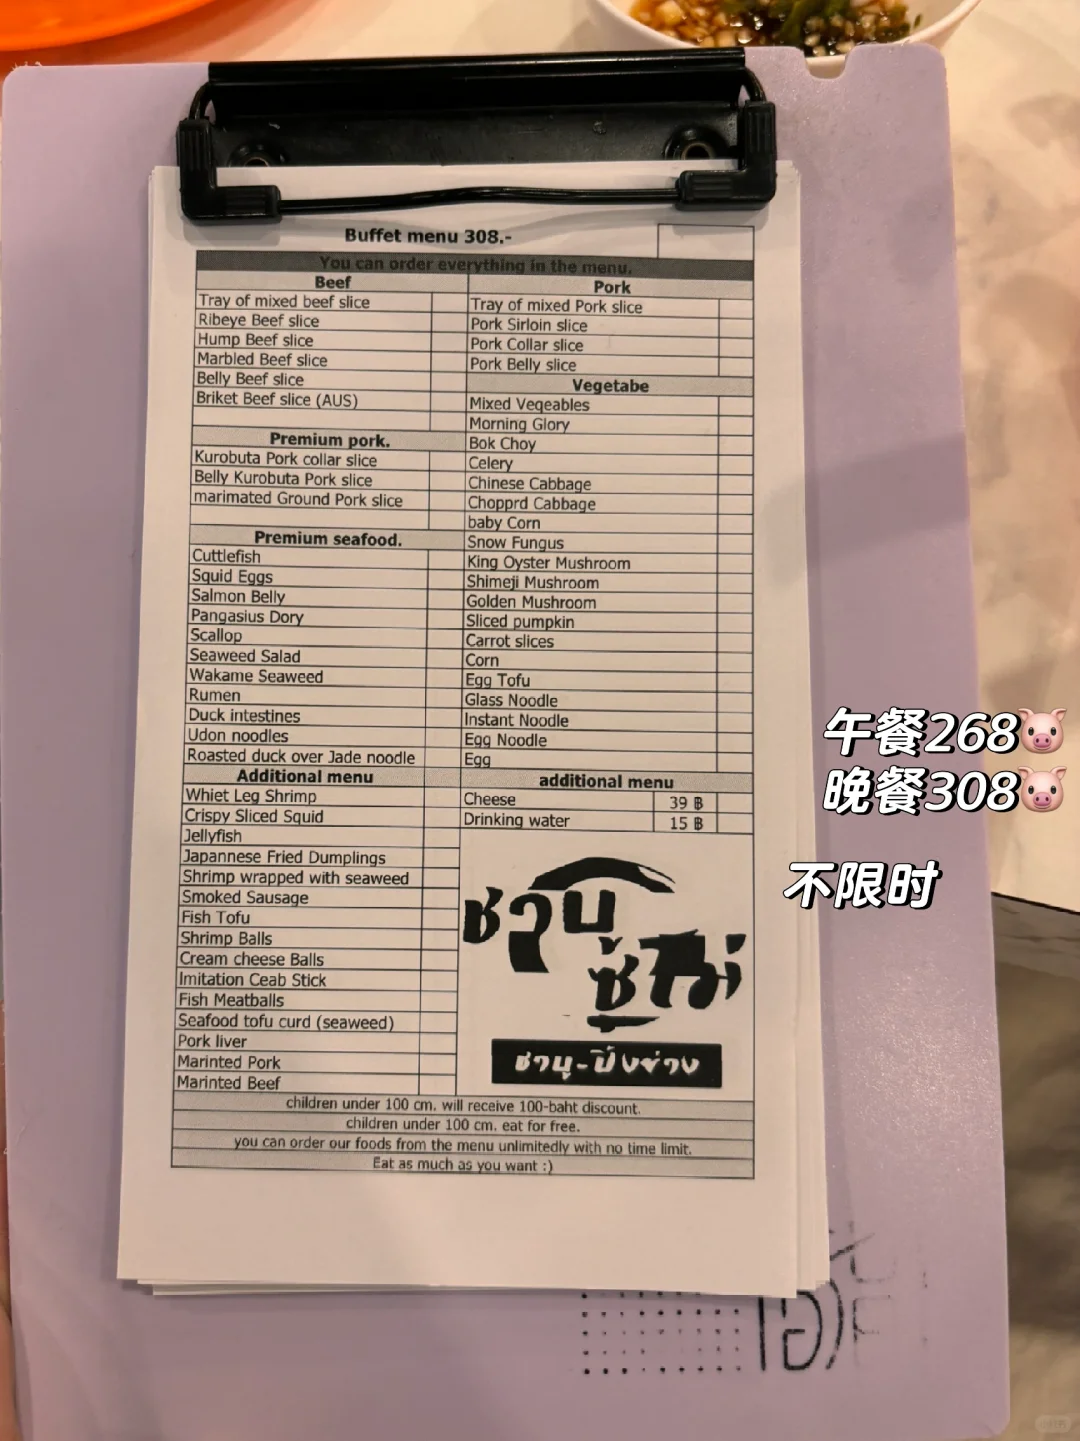 Buffet menu 308.-
You can order everything in the menu.
Beef
Tray of mixed beef slice
Ribeye Beef slice
Hump Beef slice
Marbled Beef slice
Belly Beef slice
Briket Beef slice (AUS)
Premium pork.
Kurobuta Pork collar slice
Belly Kurobuta Pork slice
marimated Ground Pork slice
Premium seafood.
Cuttlefish
Squid Eggs
Salmon Belly
Pangasius Dory
Scallop
Seaweed Salad
Wakame Seaweed
Rumen
Duck intestines
Udon noodles
Roasted duck over Jade noodle
Additional menu
Whiet Leg Shrimp
Crispy Sliced Squid
Jellyfish
Japannese Fried Dumplings
Shrimp wrapped with seaweed
Smoked Sausage
Fish Tofu
Shrimp Balls
Cream cheese Balls
Imitation Ceab Stick
Fish Meatballs
Seafood tofu curd (seaweed)
Pork liver
Marinted Pork
Marinted Beef
Pork
Tray of mixed Pork slice
Pork Sirloin slice
Pork Collar slice
Pork Belly slice
Vegetabe
Mixed Vegeables
Morning Glory
Bok Choy
Celery
Chinese Cabbage
Chopprd Cabbage
baby Corn
Snow Fungus
King Oyster Mushroom
Shimeji Mushroom
Golden Mushroom
Sliced pumpkin
Carrot slices
Corn
Egg Tofu
Glass Noodle
Instant Noodle
Egg Noodle
Egg
additional menu
Cheese 39 ฿
Drinking water 15 ฿
ชาบู
ชู้ใหม่
ชาบู-ปิ้งย่าง
children under 100 cm. will receive 100-baht discount.
children under 100 cm. eat for free.
you can order our foods from the menu unlimitedly with no time limit.
Eat as much as you want :)
午餐268🐷
晚餐308🐷
不限时